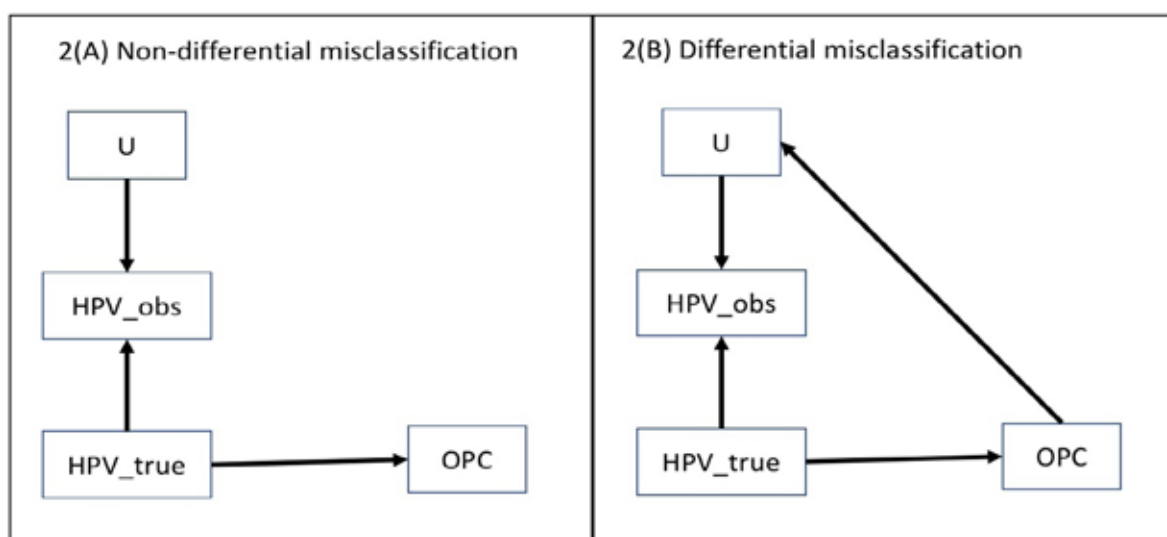 2(A) Non-differential misclassification
U
HPV_obs
HPV_true
OPC
2(B) Differential misclassification
U
HPV_obs
HPV_true
OPC